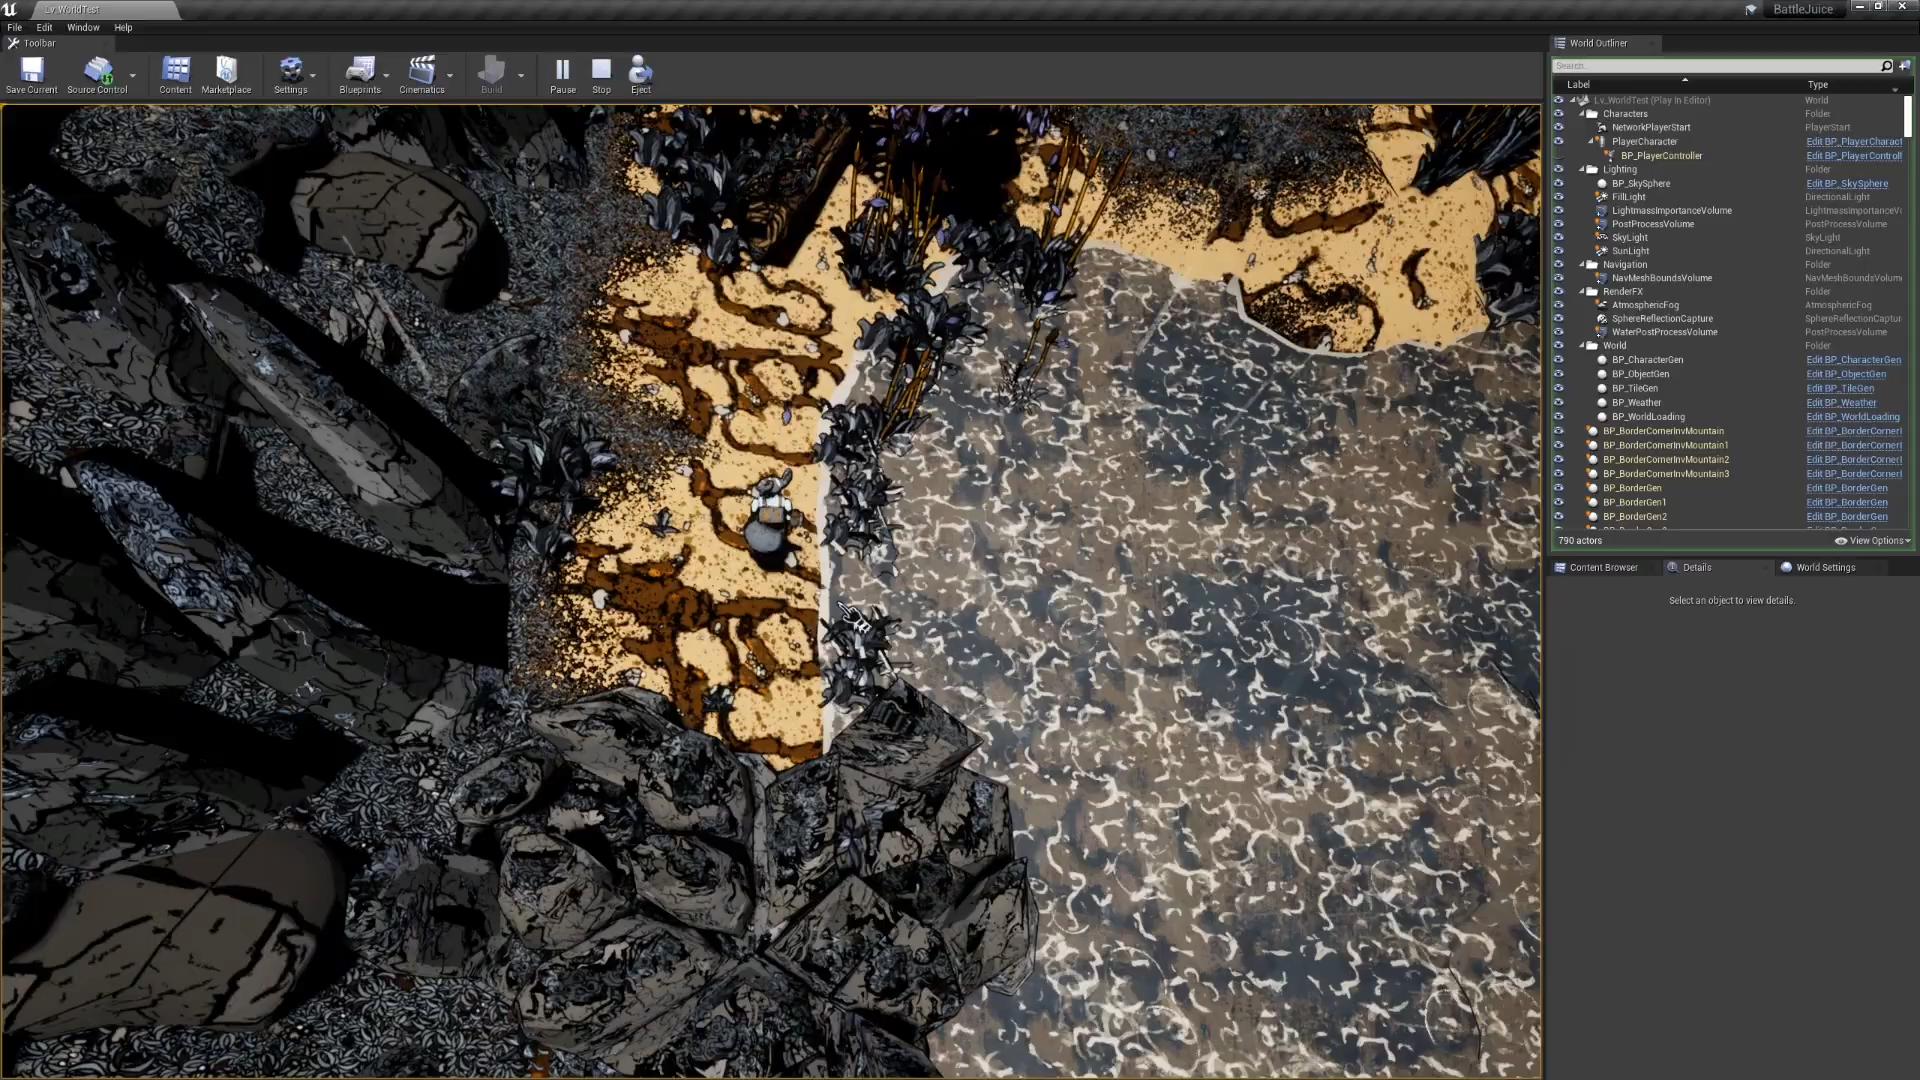 Lv_WorldTest
BattleJuice
File Edit Window Help
Toolbar
World Outliner
Save Current Source Control Content Marketplace Settings Blueprints Cinematics Build Pause Stop Eject
Search...
Label Type
Lv_WorldTest (Play In Editor) World
Characters Folder
NetworkPlayerStart PlayerStart
PlayerCharacter Edit BP_PlayerCharact
BP_PlayerController Edit BP_PlayerControll
Lighting Folder
BP_SkySphere Edit BP_SkySphere
FillLight DirectionalLight
LightmassImportanceVolume LightmassImportanceVo
PostProcessVolume PostProcessVolume
SkyLight SkyLight
SunLight DirectionalLight
Navigation Folder
NavMeshBoundsVolume NavMeshBoundsVolume
RenderFX Folder
AtmosphericFog AtmosphericFog
SphereReflectionCapture SphereReflectionCaptur
WaterPostProcessVolume PostProcessVolume
World Folder
BP_CharacterGen Edit BP_CharacterGen
BP_ObjectGen Edit BP_ObjectGen
BP_TileGen Edit BP_TileGen
BP_Weather Edit BP_Weather
BP_WorldLoading Edit BP_WorldLoading
BP_BorderCornerInvMountain Edit BP_BorderCornerI
BP_BorderCornerInvMountain1 Edit BP_BorderCornerI
BP_BorderCornerInvMountain2 Edit BP_BorderCornerI
BP_BorderCornerInvMountain3 Edit BP_BorderCornerI
BP_BorderGen Edit BP_BorderGen
BP_BorderGen1 Edit BP_BorderGen
BP_BorderGen2 Edit BP_BorderGen
790 actors View Options
Content Browser Details World Settings
Select an object to view details.